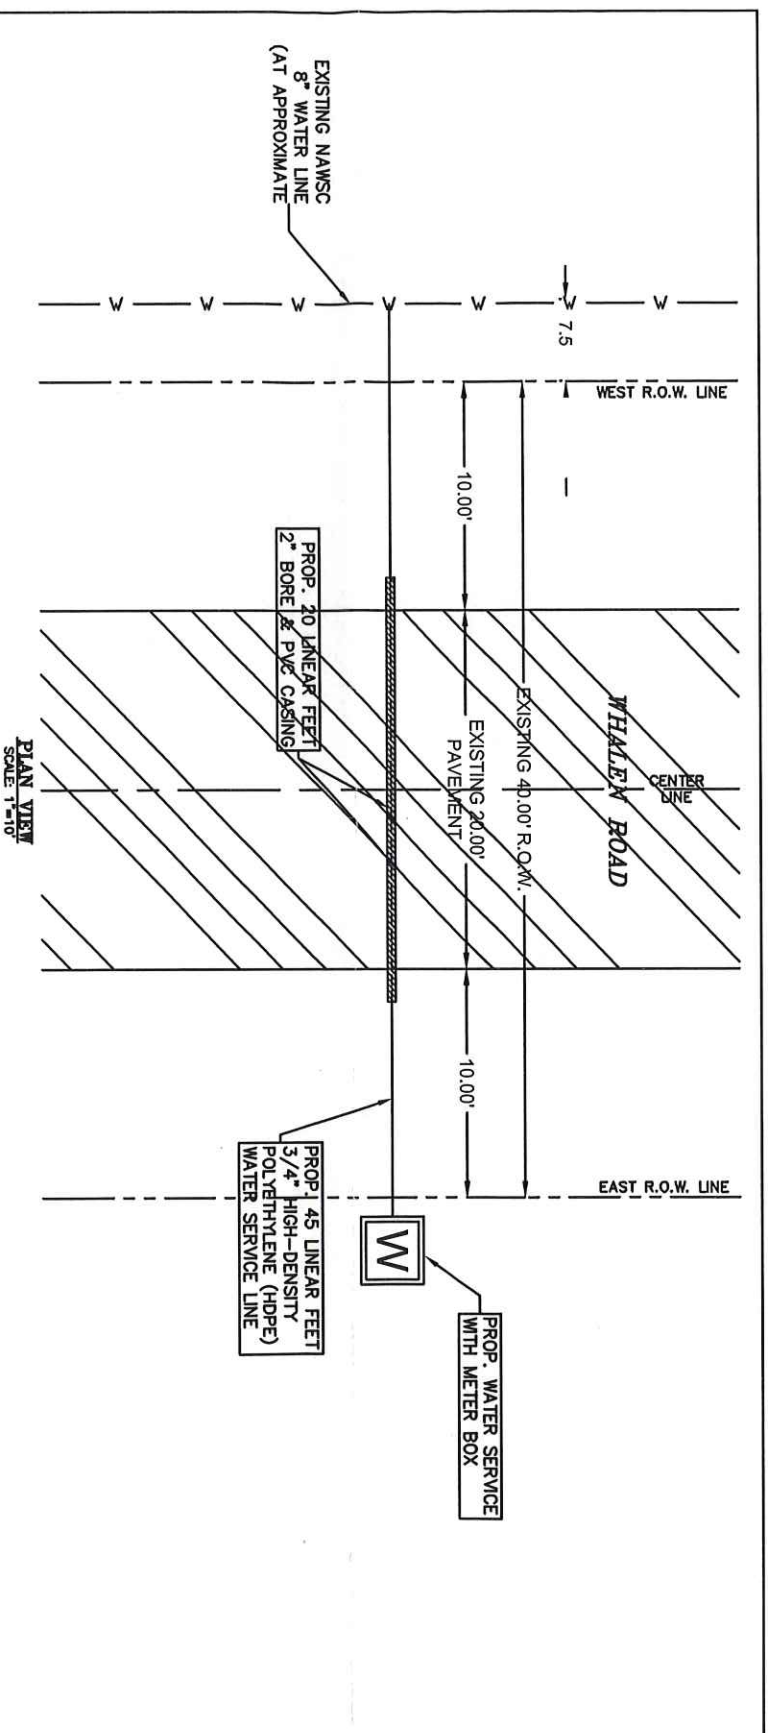 EXISTING NAWSC
8" WATER LINE
(AT APPROXIMATE
W
W
W
W
W
W
W
7.5
WEST R.O.W. LINE
10.00'
EXISTING 40.00' R.O.W.
EXISTING 20.00'
PAVEMENT
WHALEN ROAD
CENTER
LINE
PROP. 20 LINEAR FEET
2" BORE & PVC CASING
10.00'
EAST R.O.W. LINE
PROP. 45 LINEAR FEET
3/4" HIGH-DENSITY
POLYETHYLENE (HDPE)
WATER SERVICE LINE
W
PROP. WATER SERVICE
WITH METER BOX
PLAN VIEW
SCALE: 1"=10'